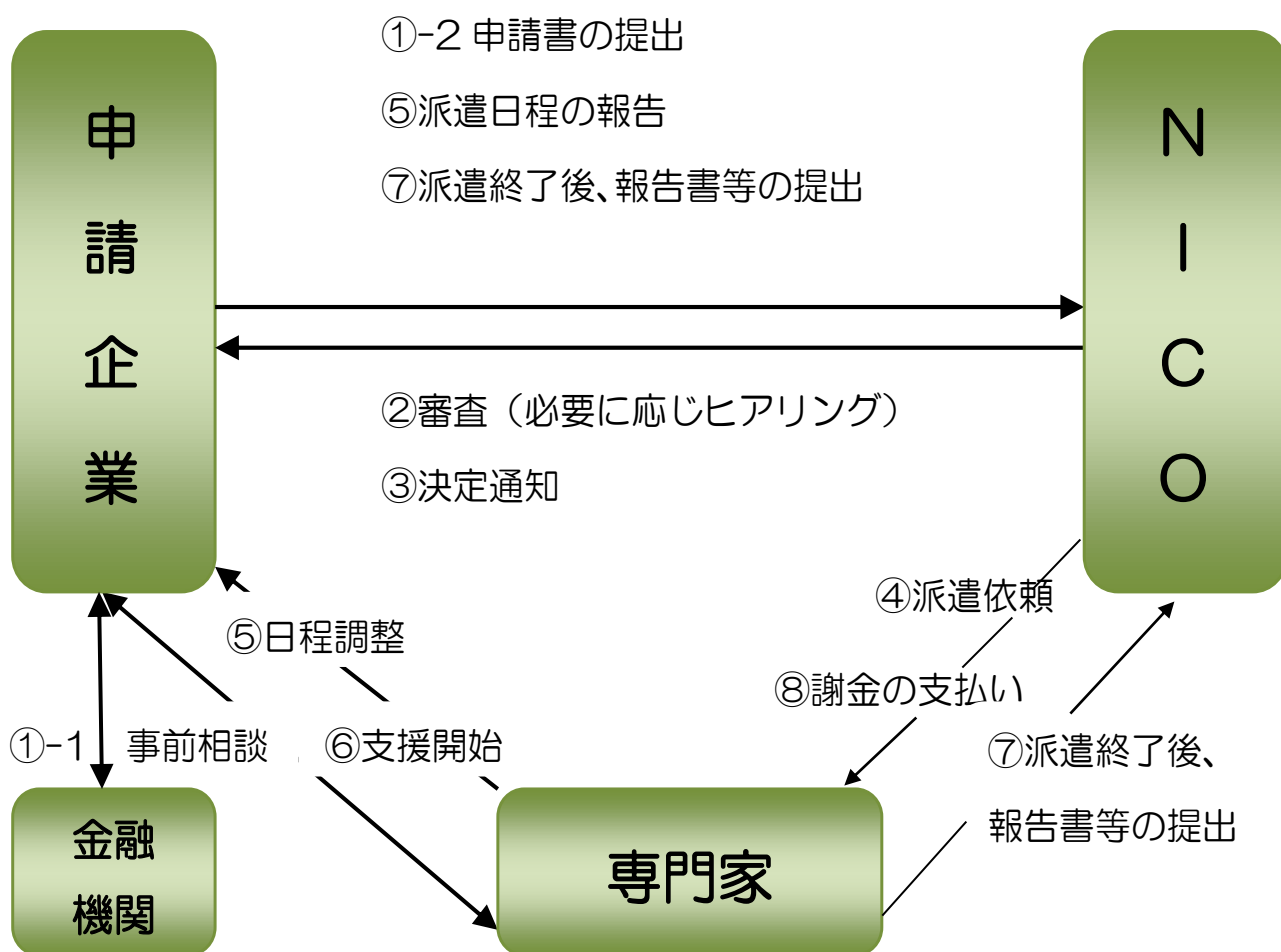 ①-2 申請書の提出
⑤派遣日程の報告
⑦派遣終了後、報告書等の提出
申請企業
NICO
②審査（必要に応じヒアリング）
③決定通知
④派遣依頼
⑤日程調整
⑧謝金の支払い
①-1　事前相談
⑥支援開始
⑦派遣終了後、
報告書等の提出
金融
機関
専門家